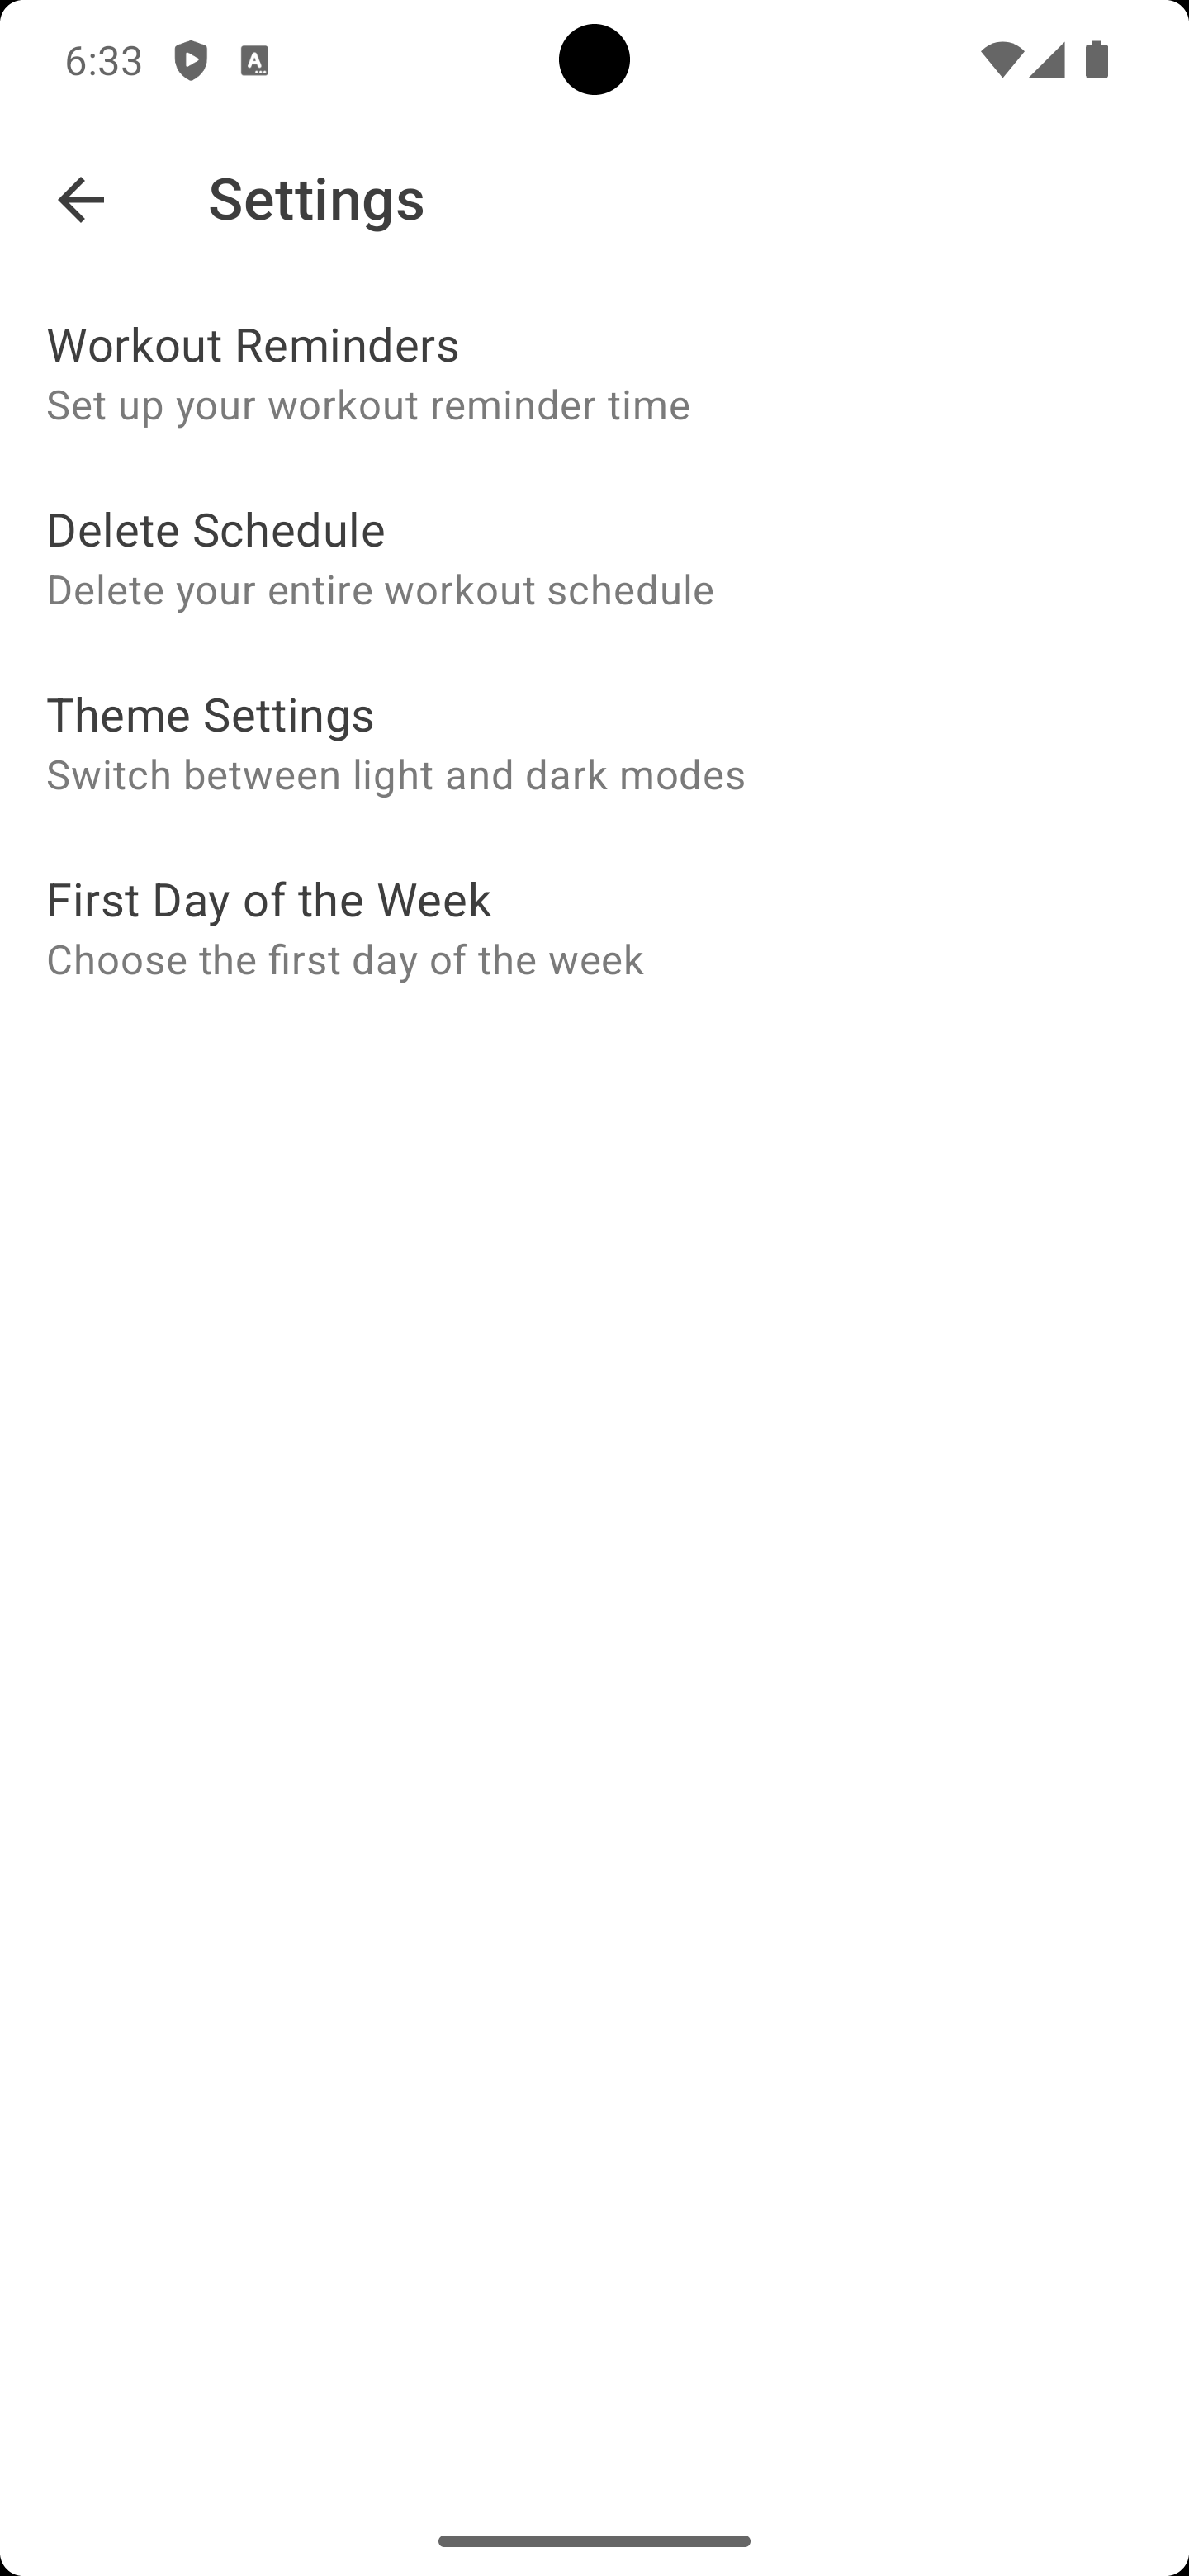 6:33
Settings
Workout Reminders
Set up your workout reminder time
Delete Schedule
Delete your entire workout schedule
Theme Settings
Switch between light and dark modes
First Day of the Week
Choose the first day of the week